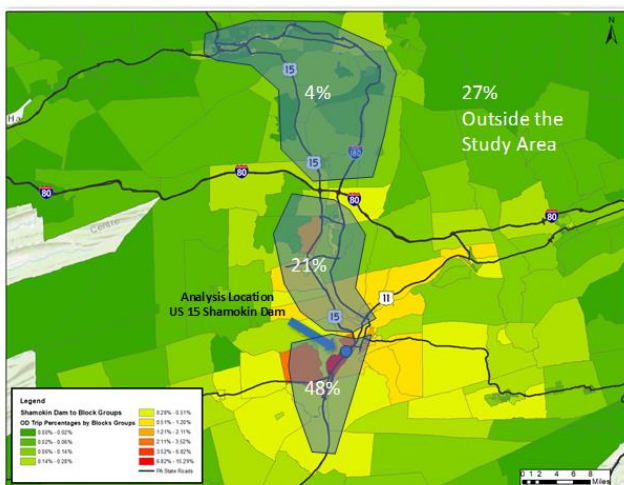 N
Ha
15
4%
27%
Outside the
Study Area
180
15
80
80
80
80
Centre
21%
11
Analysis Location
US 15 Shamokin Dam
15
48%
Legend
Shamokin Dam to Block Groups
OD Trip Percentages by Blocks Groups
0.00% - 0.02%
0.02% - 0.06%
0.06% - 0.14%
0.14% - 0.28%
0.28% - 0.51%
0.51% - 1.20%
1.21% - 2.11%
2.11% - 3.52%
3.52% - 6.82%
6.82% - 15.29%
PA State Roads
0 1 2 4 6 8
Miles